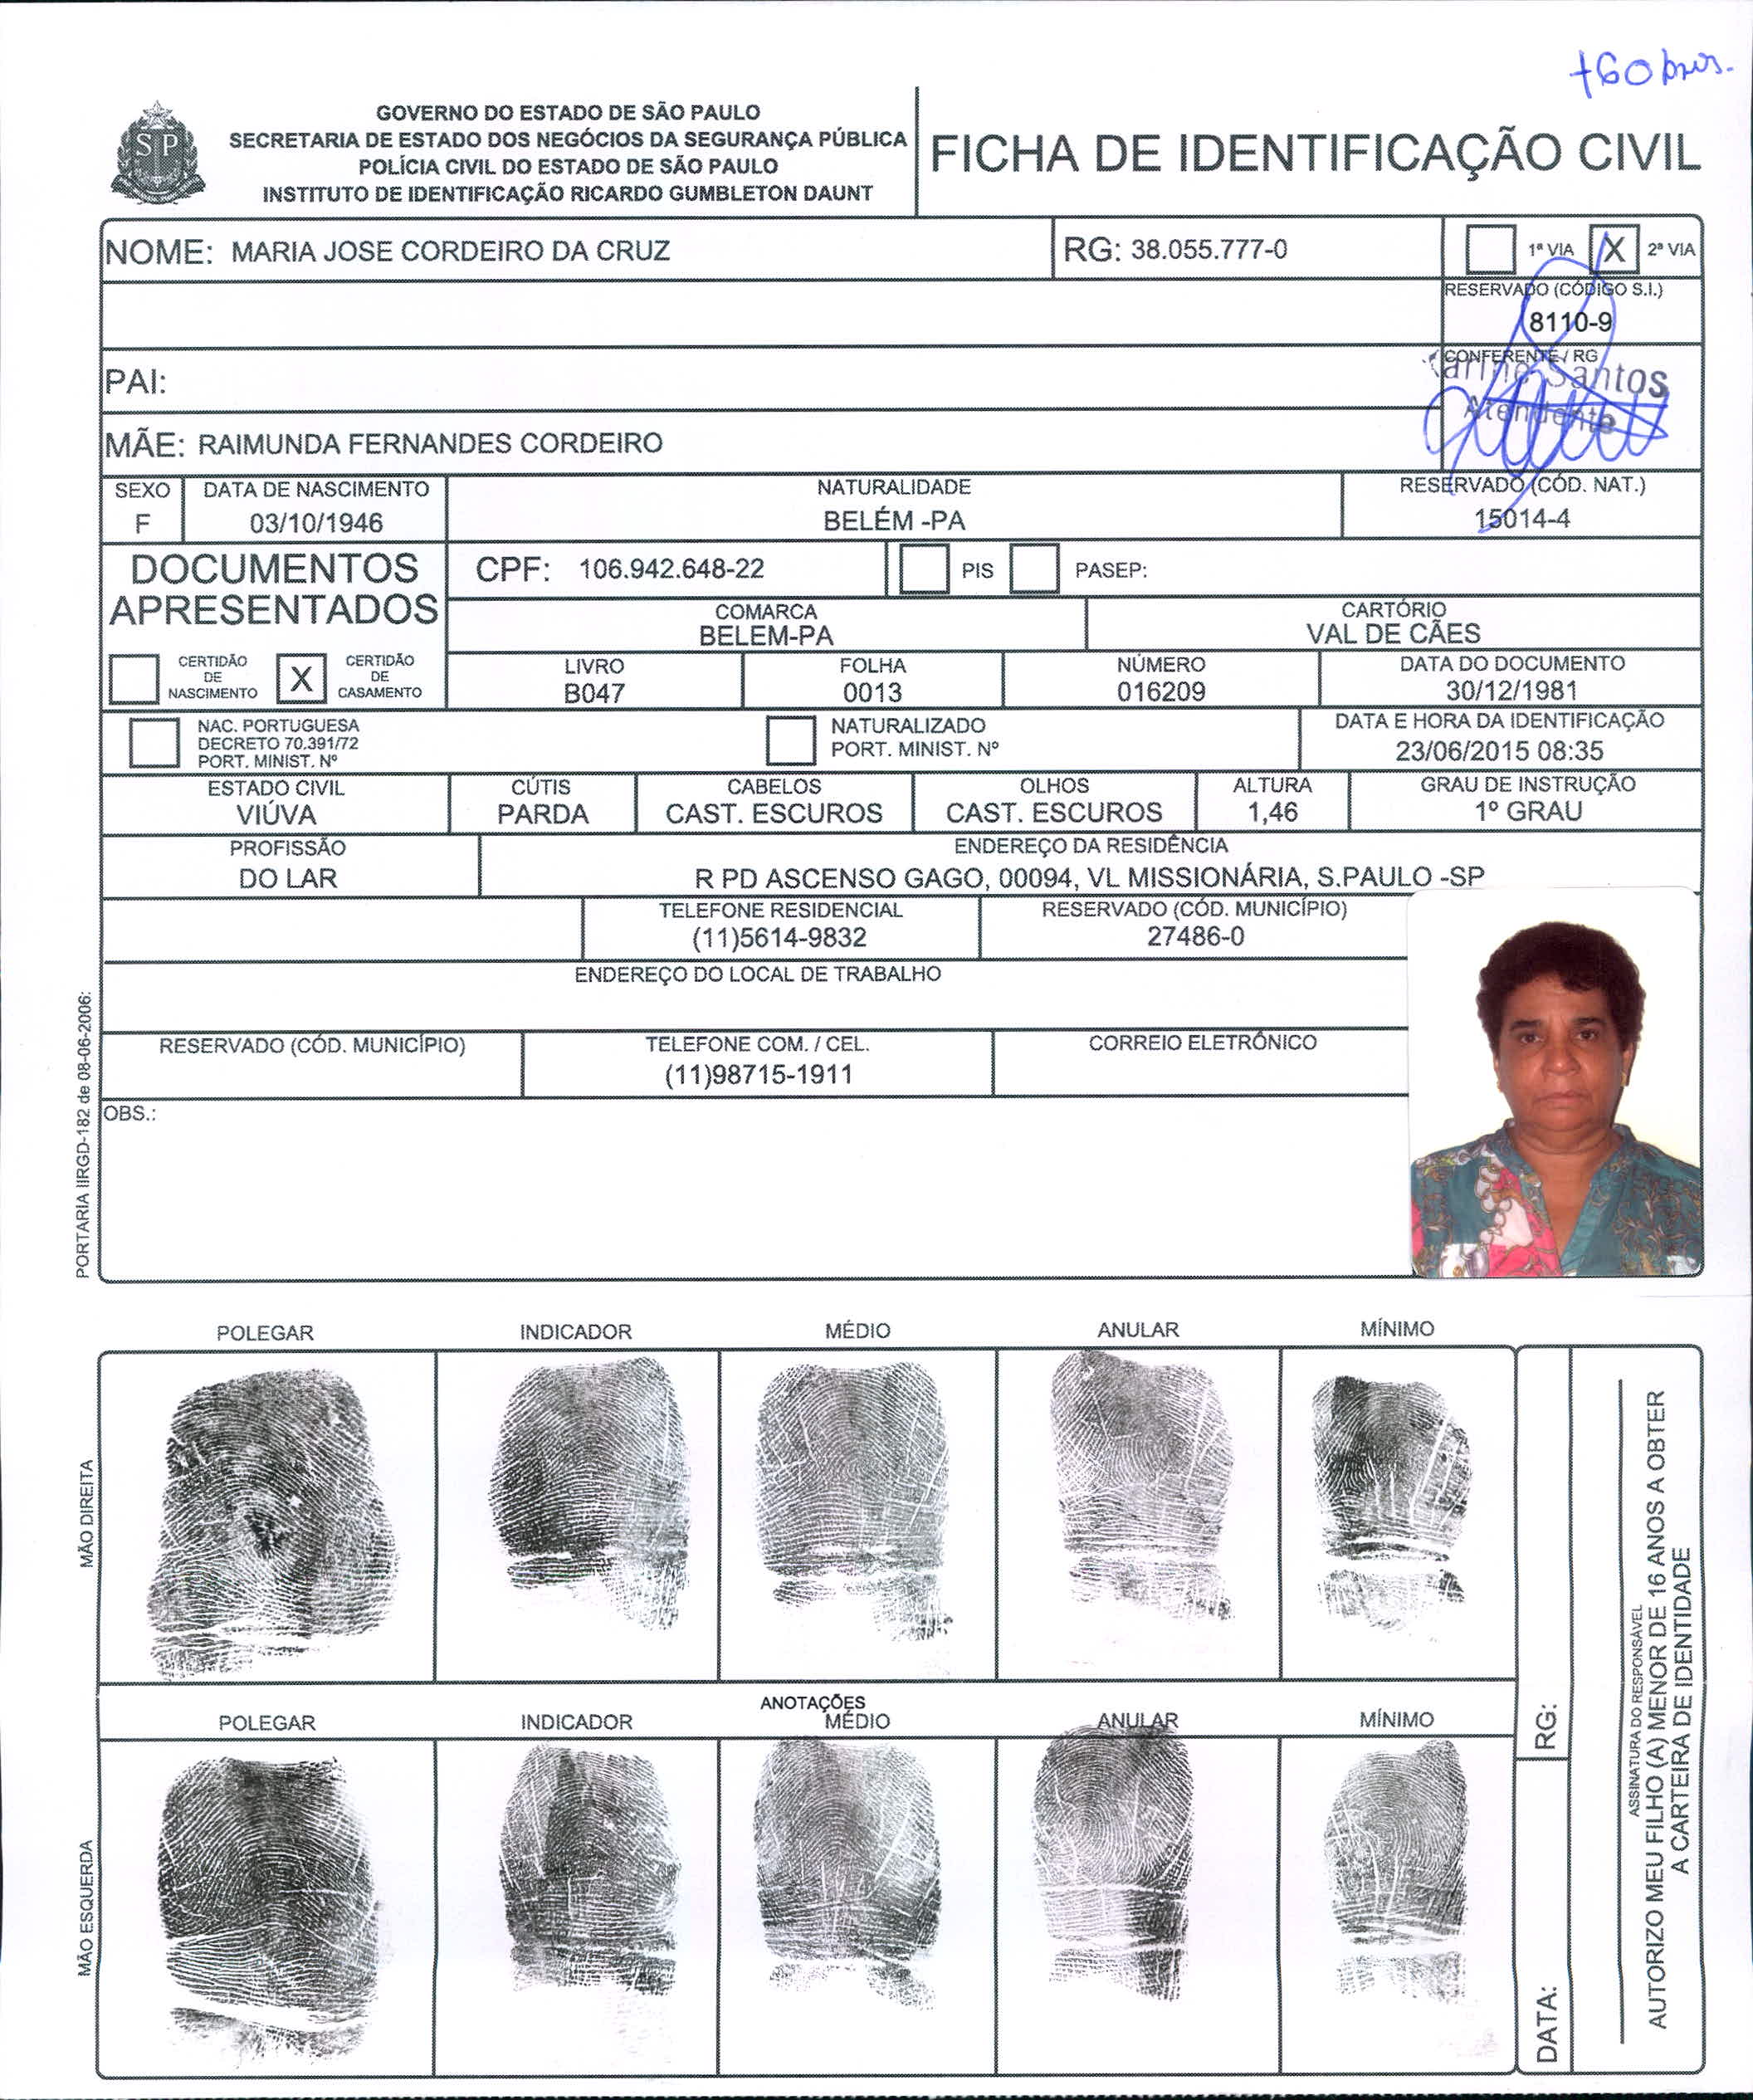 +60 anos.
GOVERNO DO ESTADO DE SÃO PAULO
SECRETARIA DE ESTADO DOS NEGÓCIOS DA SEGURANÇA PÚBLICA
POLÍCIA CIVIL DO ESTADO DE SÃO PAULO
INSTITUTO DE IDENTIFICAÇÃO RICARDO GUMBLETON DAUNT
FICHA DE IDENTIFICAÇÃO CIVIL
NOME: MARIA JOSE CORDEIRO DA CRUZ
RG: 38.055.777-0
1ª VIA X 2ª VIA
RESERVADO (CÓDIGO S.I.)
8110-9
PAI:
CONFERENTE / RG
Karine Santos
Atendente
MÃE: RAIMUNDA FERNANDES CORDEIRO
SEXO
F
DATA DE NASCIMENTO
03/10/1946
NATURALIDADE
BELÉM -PA
RESERVADO (CÓD. NAT.)
15014-4
DOCUMENTOS
APRESENTADOS
CPF: 106.942.648-22
PIS
PASEP:
COMARCA
BELEM-PA
CARTÓRIO
VAL DE CÃES
CERTIDÃO
DE
NASCIMENTO
X
CERTIDÃO
DE
CASAMENTO
LIVRO
B047
FOLHA
0013
NÚMERO
016209
DATA DO DOCUMENTO
30/12/1981
NAC. PORTUGUESA
DECRETO 70.391/72
PORT. MINIST. Nº
NATURALIZADO
PORT. MINIST. Nº
DATA E HORA DA IDENTIFICAÇÃO
23/06/2015 08:35
ESTADO CIVIL
VIÚVA
CÚTIS
PARDA
CABELOS
CAST. ESCUROS
OLHOS
CAST. ESCUROS
ALTURA
1,46
GRAU DE INSTRUÇÃO
1º GRAU
PROFISSÃO
DO LAR
ENDEREÇO DA RESIDÊNCIA
R PD ASCENSO GAGO, 00094, VL MISSIONÁRIA, S.PAULO -SP
TELEFONE RESIDENCIAL
(11)5614-9832
RESERVADO (CÓD. MUNICÍPIO)
27486-0
ENDEREÇO DO LOCAL DE TRABALHO
RESERVADO (CÓD. MUNICÍPIO)
TELEFONE COM. / CEL.
(11)98715-1911
CORREIO ELETRÔNICO
OBS.:
PORTARIA IIRGD-182 de 08-06-2006:
POLEGAR
INDICADOR
MÉDIO
ANULAR
MÍNIMO
MÃO DIREITA
ANOTAÇÕES
POLEGAR
INDICADOR
MÉDIO
ANULAR
MÍNIMO
MÃO ESQUERDA
RG:
DATA:
ASSINATURA DO RESPONSÁVEL
AUTORIZO MEU FILHO (A) MENOR DE 16 ANOS A OBTER
A CARTEIRA DE IDENTIDADE